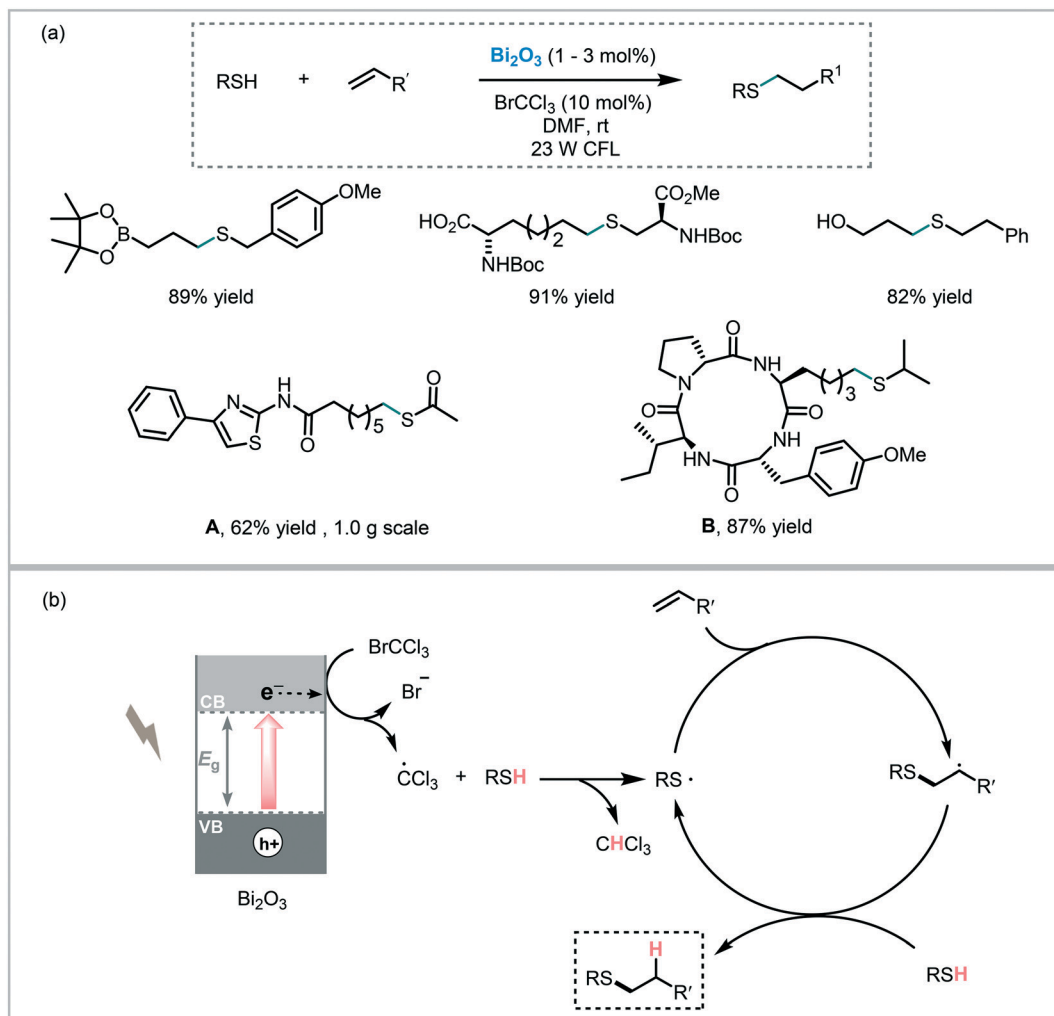 (a)
RSH + R′
Bi₂O₃ (1 - 3 mol%)
BrCCl₃ (10 mol%)
DMF, rt
23 W CFL
RS R¹
O B O S OMe
89% yield
HO₂C NHBoc 2 S CO₂Me NHBoc
91% yield
HO S Ph
82% yield
N S H N O 5 S O
A, 62% yield , 1.0 g scale
O N HN 3 S O O NH HN O OMe
B, 87% yield
(b)
CB
e⁻
E_g
VB
h+
Bi₂O₃
BrCCl₃
Br⁻
·CCl₃ + RSH
CHCl₃
RS·
R′
RS · R′
RSH
H
RS R′